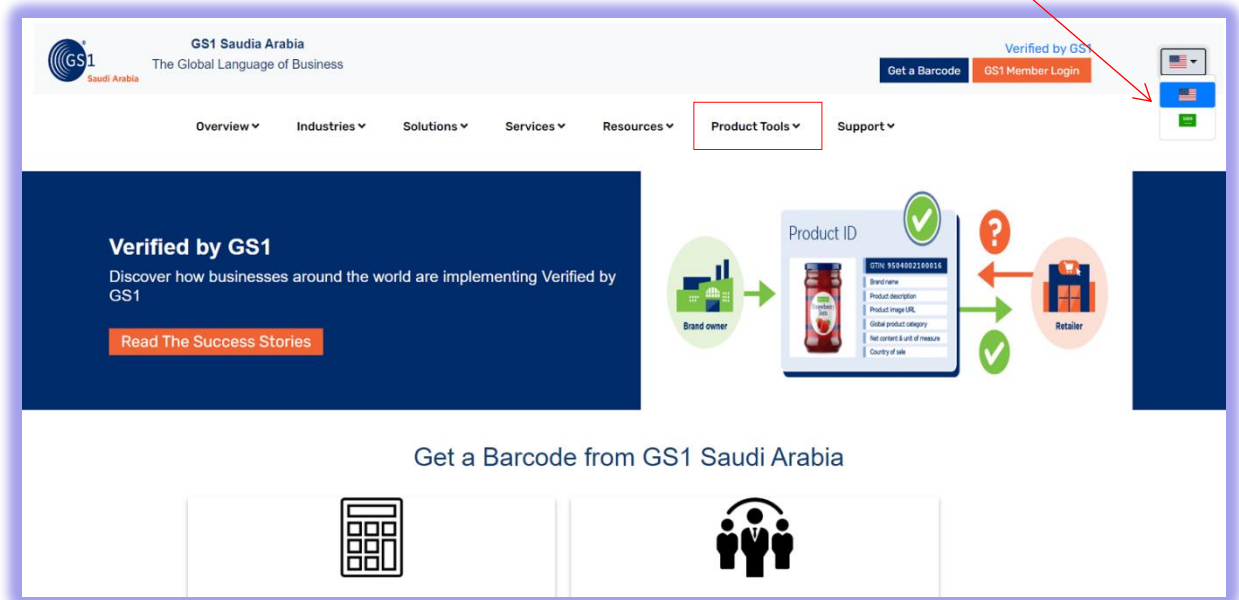 GS1 Saudia Arabia
The Global Language of Business
GS1
Saudi Arabia
Verified by GS1
Get a Barcode
GS1 Member Login
Overview
Industries
Solutions
Services
Resources
Product Tools
Support
Verified by GS1
Discover how businesses around the world are implementing Verified by
GS1
Read The Success Stories
Product ID
GTIN: 9504002100016
Brand name
Product description
Product image URL
Global product category
Net content & unit of measure
Country of sale
Brand owner
Retailer
?
Get a Barcode from GS1 Saudi Arabia